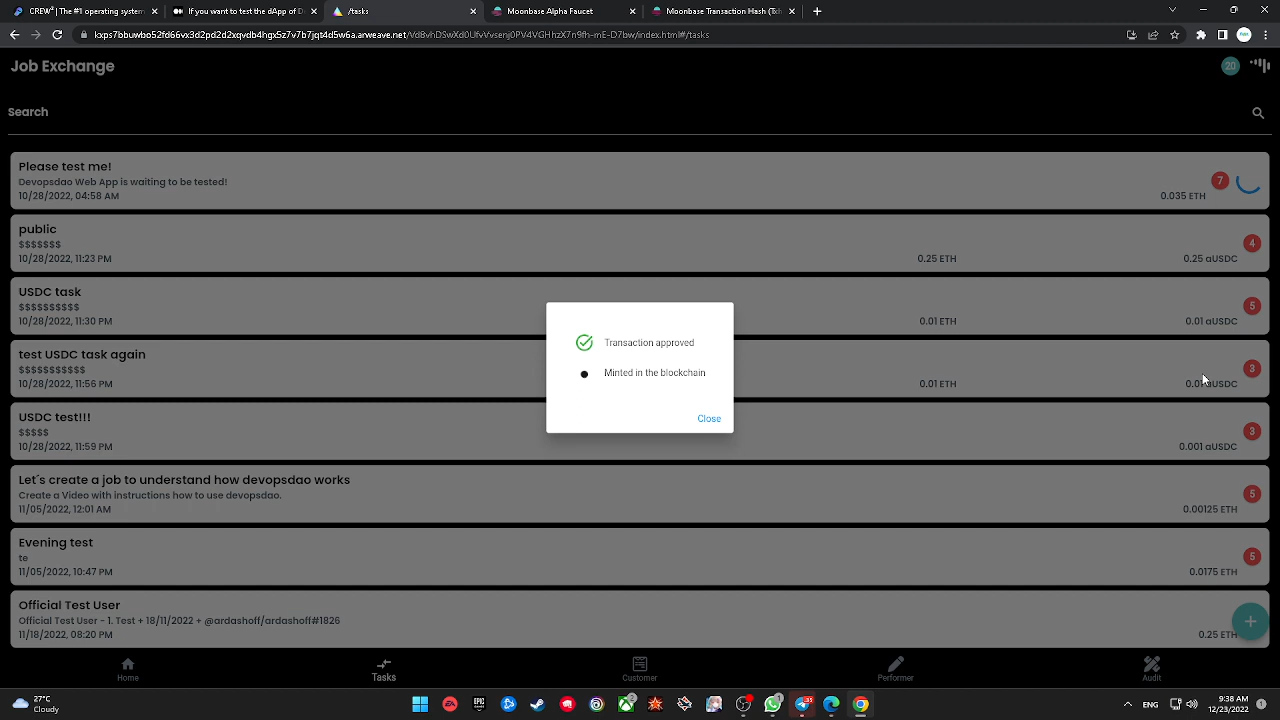 CREW³ | The #1 operating system
If you want to test the dApp of D
/tasks
Moonbase Alpha Faucet
Moonbase Transaction Hash (Txh
Job Exchange
20
Search
Please test me!
Devopsdao Web App is waiting to be tested!
10/28/2022, 04:58 AM
0.035 ETH
7
public
$$$$$$$
10/28/2022, 11:23 PM
0.25 ETH
0.25 aUSDC
4
USDC task
$$$$$$$$$$
10/28/2022, 11:30 PM
0.01 ETH
0.01 aUSDC
5
test USDC task again
$$$$$$$$$$$
10/28/2022, 11:56 PM
0.01 ETH
3
USDC test!!!
$$$$$
10/28/2022, 11:59 PM
0.001 aUSDC
3
Let´s create a job to understand how devopsdao works
Create a Video with instructions how to use devopsdao.
11/05/2022, 12:01 AM
0.00125 ETH
5
Evening test
te
11/05/2022, 10:47 PM
0.0175 ETH
5
Official Test User
Official Test User - 1. Test + 18/11/2022 + @ardashoff/ardashoff#1826
11/18/2022, 08:20 PM
0.25 ETH
Transaction approved
Minted in the blockchain
Close
Home
Tasks
Customer
Performer
Audit
27°C
Cloudy
ENG
7:50 PM
12/23/2022